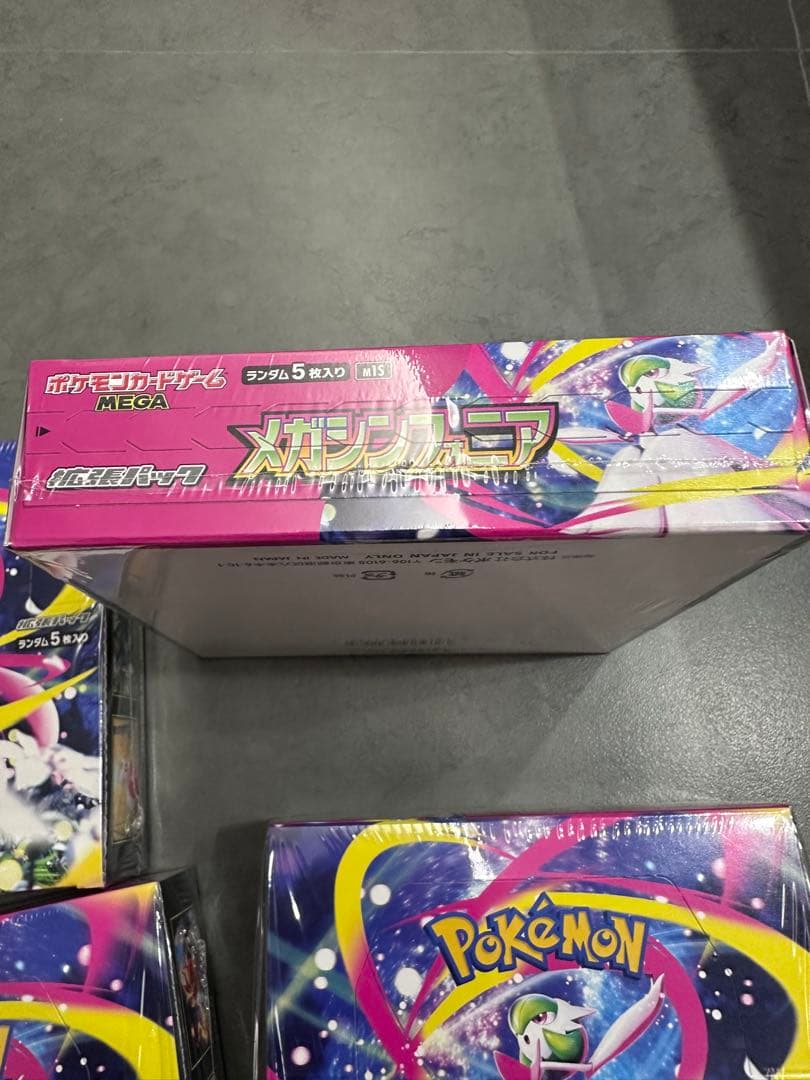 ポケモンカードゲーム
MEGA
ランダム5枚入り
M1S
拡張パック
メガシンフォニア
FOR SALE IN JAPAN ONLY MADE IN JAPAN
拡張パック
ランダム5枚入り
POKéMON